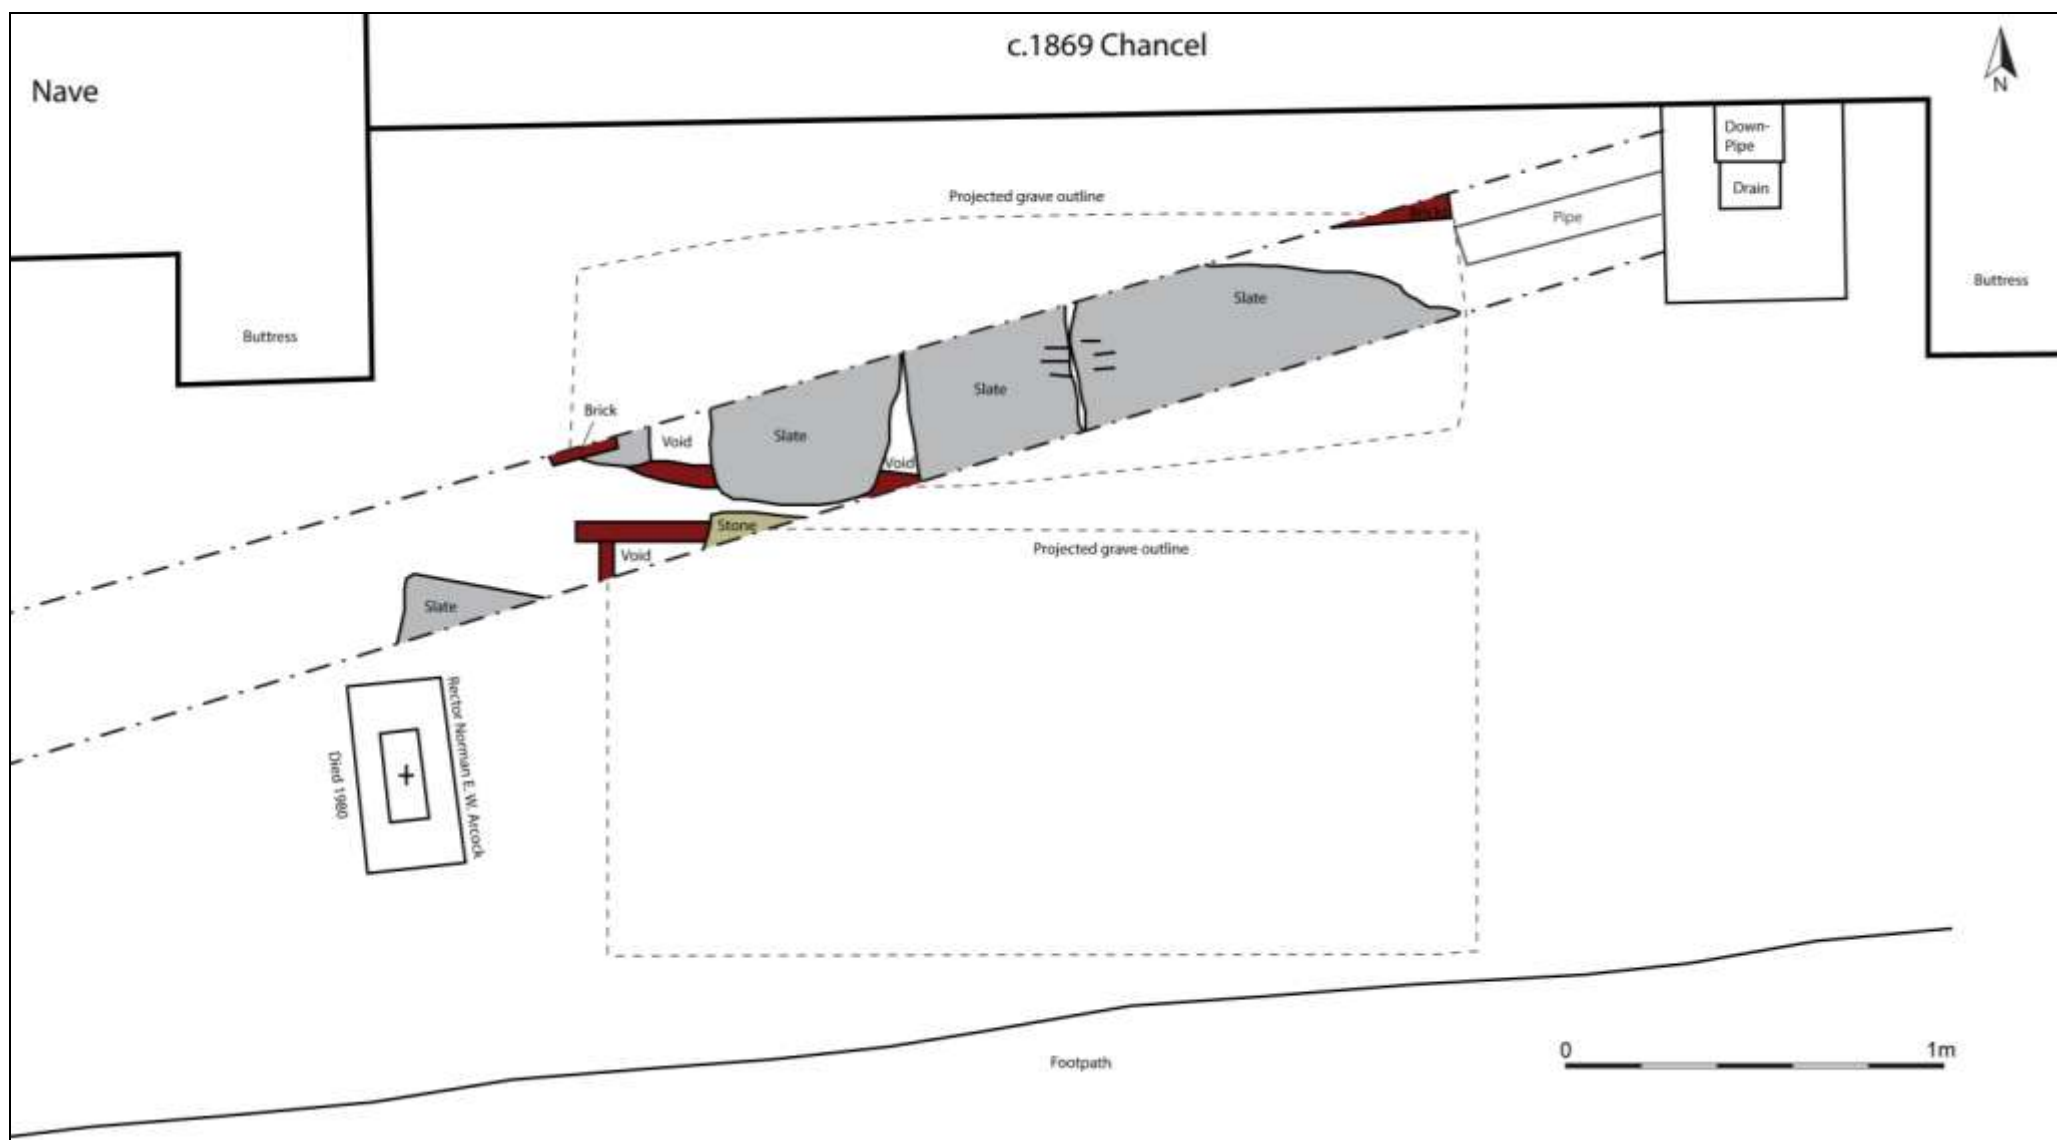 c.1869 Chancel
Nave
N
Down-
Pipe
Drain
Projected grave outline
Pipe
Buttress
Slate
Buttress
Slate
Brick
Void
Slate
Void
Stone
Void
Projected grave outline
Slate
Rector Norman E. W. Arcock
Died 1980
0
1m
Footpath